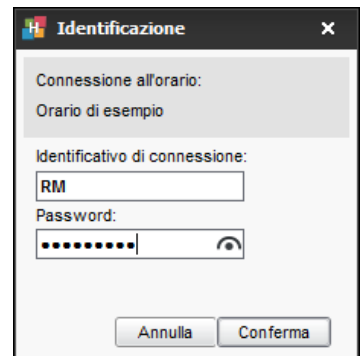 Identificazione
Connessione all'orario:
Orario di esempio
Identificativo di connessione:
RM
Password:
•••••••••
Annulla Conferma